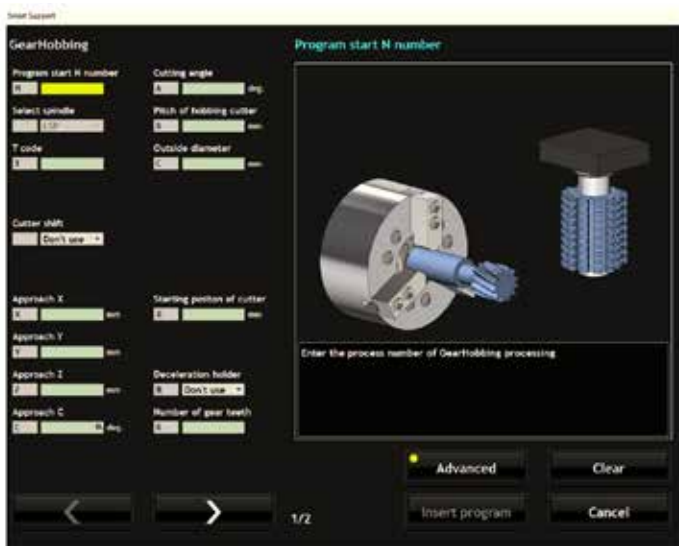 Smart Support
GearHobbing
Program start N number
N
Select spindle
T code
T
Cutter shift
Don't use
Approach X
X mm
Approach Y
Y mm
Approach Z
Z mm
Approach C
C deg.
Cutting angle
A deg.
Pitch of hobbing cutter
mm
Outside diameter
C mm
Starting position of cutter
mm
Deceleration holder
Don't use
Number of gear teeth
Program start N number
Enter the process number of GearHobbing processing
Advanced
Clear
1/2
Insert program
Cancel